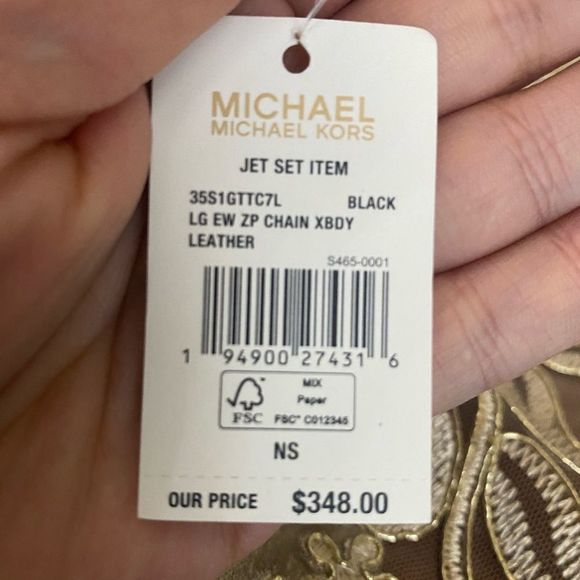 MICHAEL
MICHAEL KORS
JET SET ITEM
35S1GTTC7L BLACK
LG EW ZP CHAIN XBDY
LEATHER
S465-0001
1 94900 27431 6
MIX
Paper
FSC FSC® C012345
NS
OUR PRICE $348.00